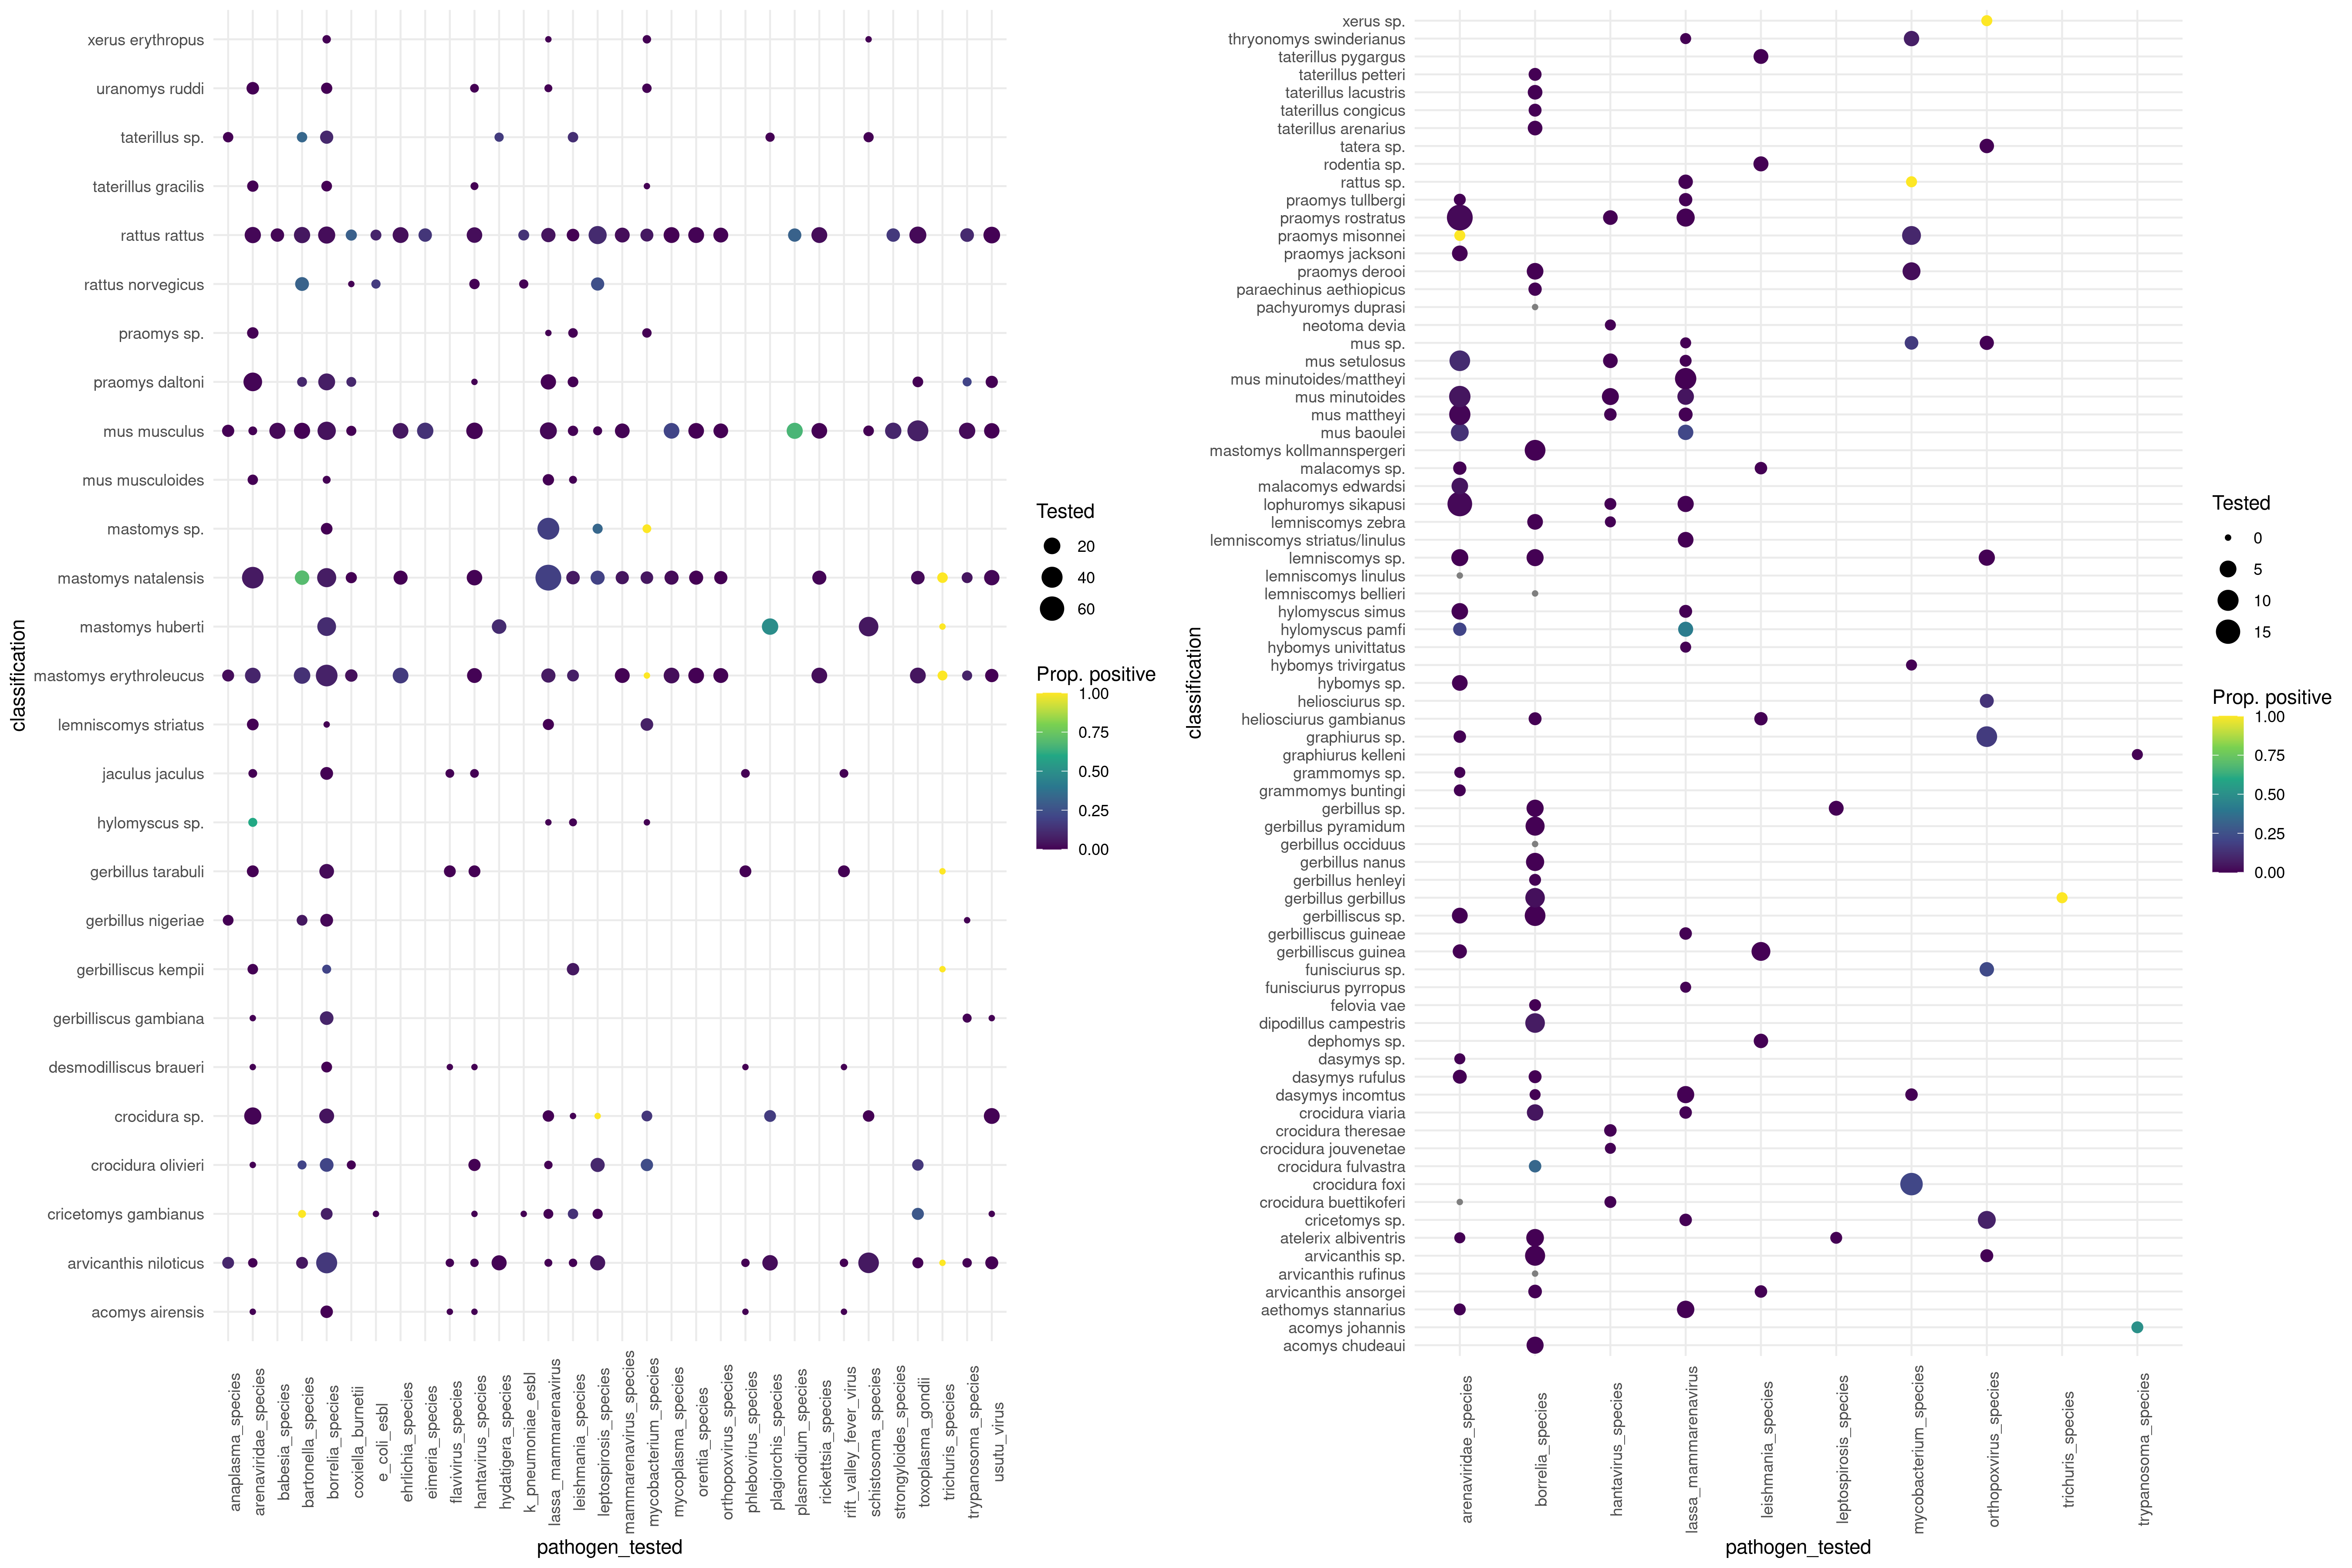 classification
xerus erythropus
uranomys ruddi
taterillus sp.
taterillus gracilis
rattus rattus
rattus norvegicus
praomys sp.
praomys daltoni
mus musculus
mus musculoides
mastomys sp.
mastomys natalensis
mastomys huberti
mastomys erythroleucus
lemniscomys striatus
jaculus jaculus
hylomyscus sp.
gerbillus tarabuli
gerbillus nigeriae
gerbilliscus kempii
gerbilliscus gambiana
desmodilliscus braueri
crocidura sp.
crocidura olivieri
cricetomys gambianus
arvicanthis niloticus
acomys airensis
anaplasma_species
arenaviridae_species
babesia_species
bartonella_species
borrelia_species
coxiella_burnetii
e_coli_esbl
ehrlichia_species
eimeria_species
flavivirus_species
hantavirus_species
hydatigera_species
k_pneumoniae_esbl
lassa_mammarenavirus
leishmania_species
leptospirosis_species
mammarenavirus_species
mycobacterium_species
mycoplasma_species
orientia_species
orthopoxvirus_species
phlebovirus_species
plagiorchis_species
plasmodium_species
rickettsia_species
rift_valley_fever_virus
schistosoma_species
strongyloides_species
toxoplasma_gondii
trichuris_species
trypanosoma_species
usutu_virus
pathogen_tested
Tested
20
40
60
Prop. positive
1.00
0.75
0.50
0.25
0.00
classification
xerus sp.
thryonomys swinderianus
taterillus pygargus
taterillus petteri
taterillus lacustris
taterillus congicus
taterillus arenarius
tatera sp.
rodentia sp.
rattus sp.
praomys tullbergi
praomys rostratus
praomys misonnei
praomys jacksoni
praomys derooi
paraechinus aethiopicus
pachyuromys duprasi
neotoma devia
mus sp.
mus setulosus
mus minutoides/mattheyi
mus minutoides
mus mattheyi
mus baoulei
mastomys kollmannspergeri
malacomys sp.
malacomys edwardsi
lophuromys sikapusi
lemniscomys zebra
lemniscomys striatus/linulus
lemniscomys sp.
lemniscomys linulus
lemniscomys bellieri
hylomyscus simus
hylomyscus pamfi
hybomys univittatus
hybomys trivirgatus
hybomys sp.
heliosciurus sp.
heliosciurus gambianus
graphiurus sp.
graphiurus kelleni
grammomys sp.
grammomys buntingi
gerbillus sp.
gerbillus pyramidum
gerbillus occiduus
gerbillus nanus
gerbillus henleyi
gerbillus gerbillus
gerbilliscus sp.
gerbilliscus guineae
gerbilliscus guinea
funisciurus sp.
funisciurus pyrropus
felovia vae
dipodillus campestris
dephomys sp.
dasymys sp.
dasymys rufulus
dasymys incomtus
crocidura viaria
crocidura theresae
crocidura jouvenetae
crocidura fulvastra
crocidura foxi
crocidura buettikoferi
cricetomys sp.
atelerix albiventris
arvicanthis sp.
arvicanthis rufinus
arvicanthis ansorgei
aethomys stannarius
acomys johannis
acomys chudeaui
arenaviridae_species
borrelia_species
hantavirus_species
lassa_mammarenavirus
leishmania_species
leptospirosis_species
mycobacterium_species
orthopoxvirus_species
trichuris_species
trypanosoma_species
pathogen_tested
Tested
0
5
10
15
Prop. positive
1.00
0.75
0.50
0.25
0.00